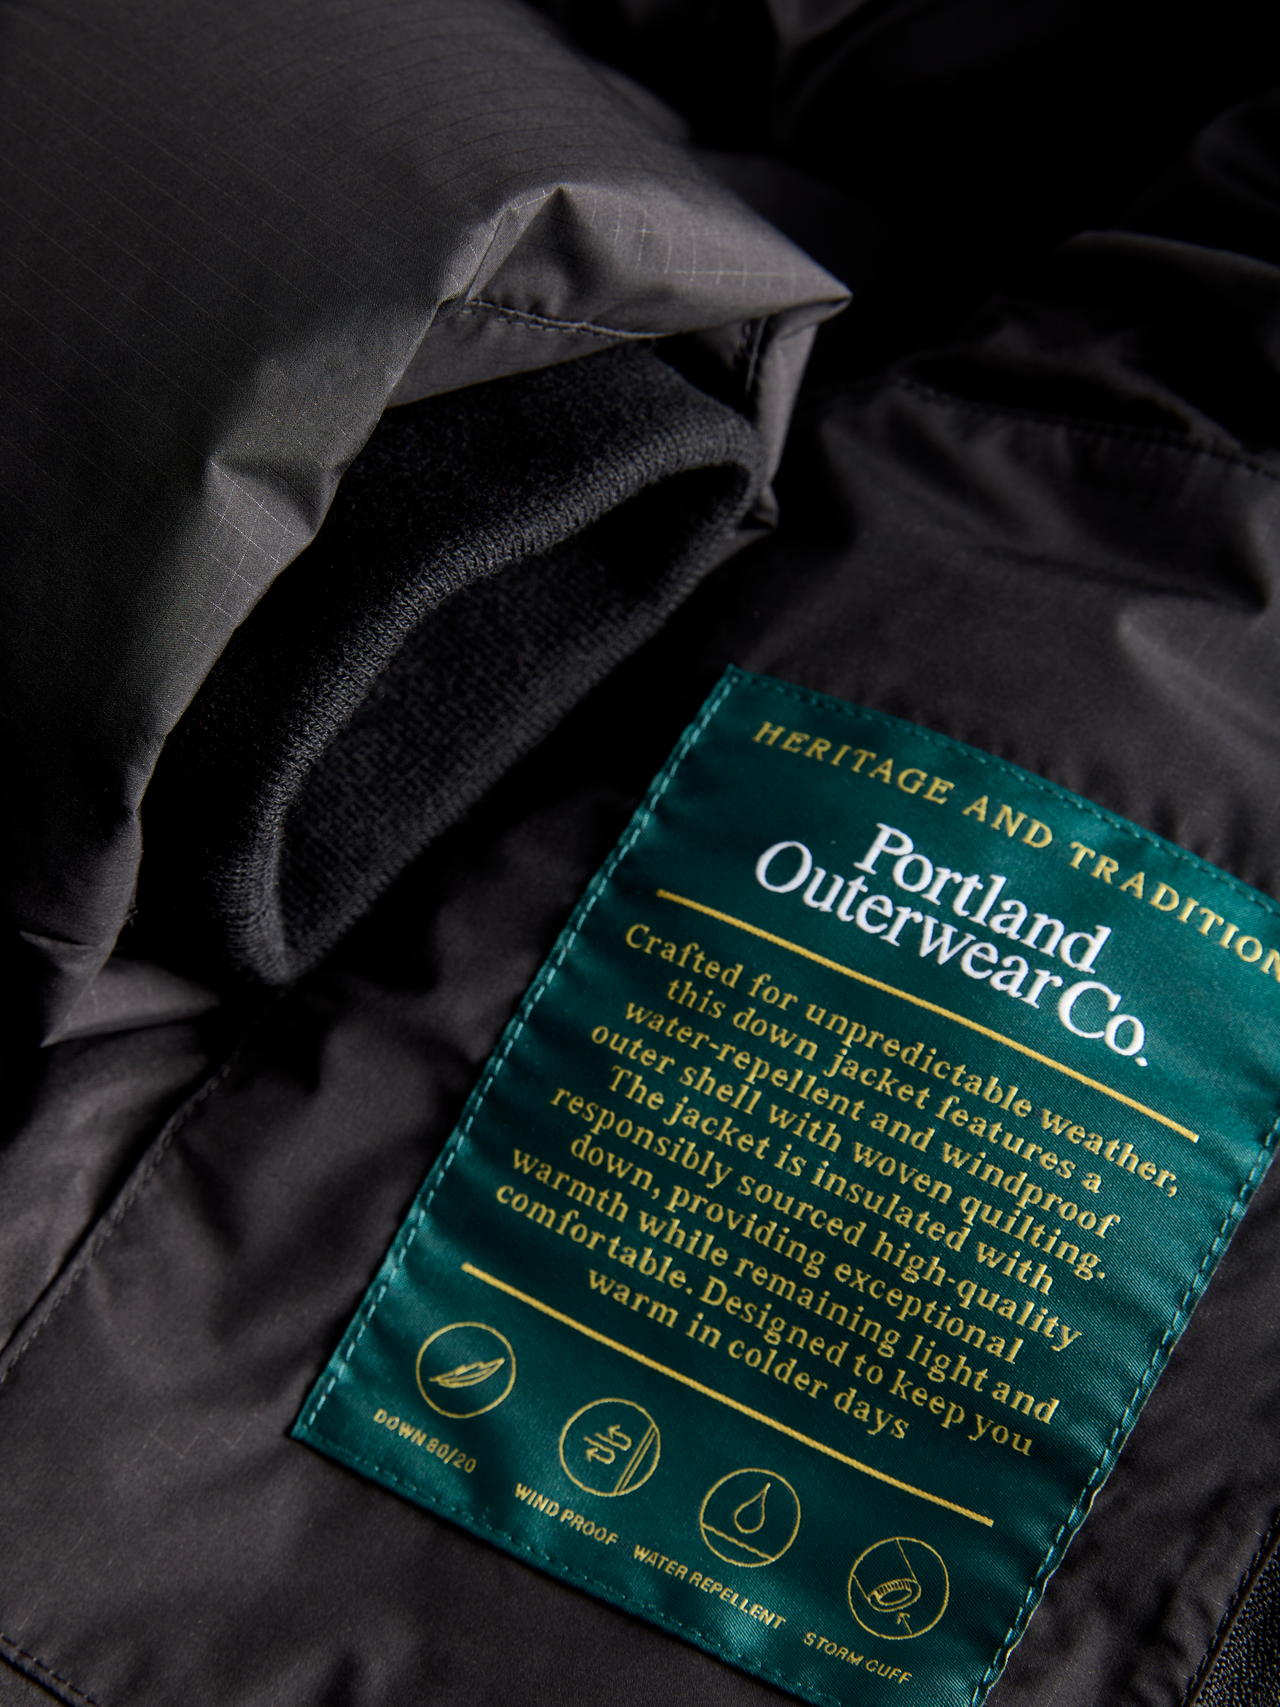 HERITAGE AND TRADITION
Portland
Outerwear Co.
Crafted for unpredictable weather,
this down jacket features a
water-repellent and windproof
outer shell with woven quilting.
The jacket is insulated with
responsibly sourced high-quality
down, providing exceptional
warmth while remaining light and
comfortable. Designed to keep you
warm in colder days
DOWN 80/20
WIND PROOF
WATER REPELLENT
STORM CUFF